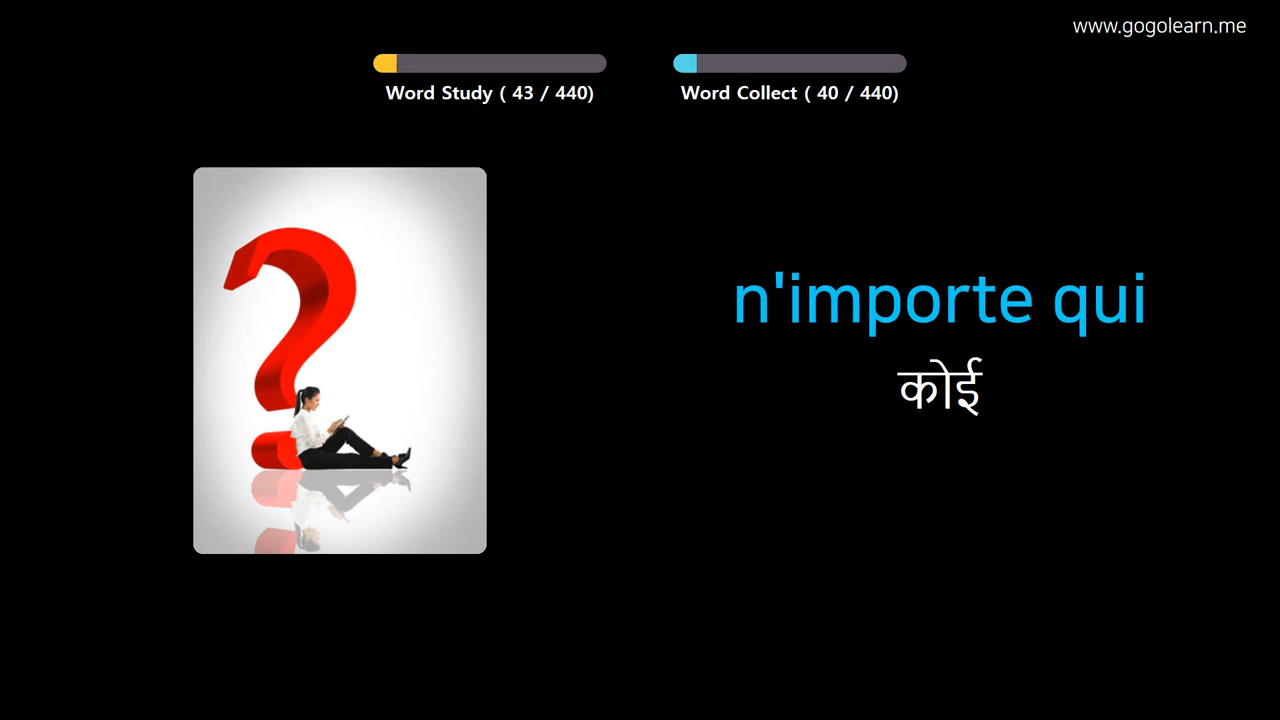 www.gogolearn.me
Word Study ( 43 / 440)
Word Collect ( 40 / 440)
n'importe qui
कोई